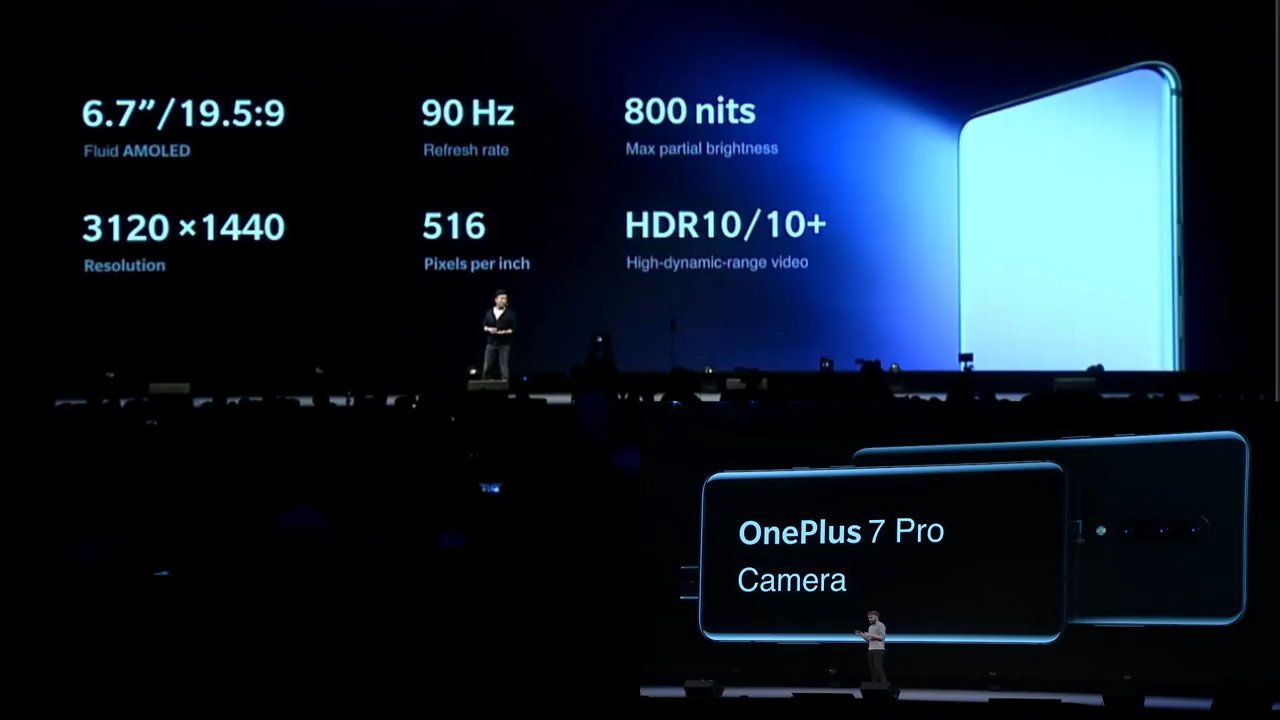 6.7”/19.5:9
Fluid AMOLED
90 Hz
Refresh rate
800 nits
Max partial brightness
3120 ×1440
Resolution
516
Pixels per inch
HDR10/10+
High-dynamic-range video
OnePlus 7 Pro
Camera